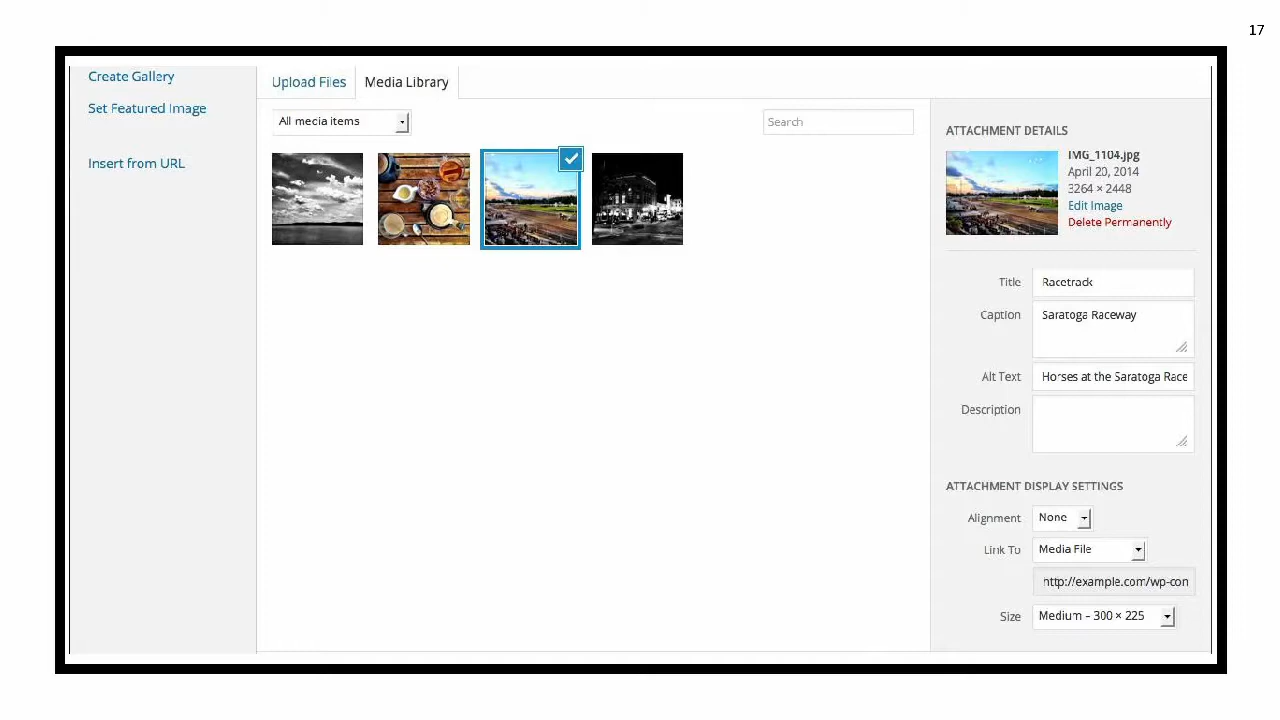 17
Create Gallery
Set Featured Image
Insert from URL
Upload Files
Media Library
All mecia items
Search
ATTACHMENT DETAILS
IMG_1104.jpg
April 20, 2014
3264 × 2448
Edit Image
Delete Permanently
Title Racetrack
Caption Saratoga Raceway
Alt Text Horses at the Saratoga Race
Description
ATTACHMENT DISPLAY SETTINGS
Alignment None
Link To Media File
http://example.com/wp-con
Size Medium – 300 × 225